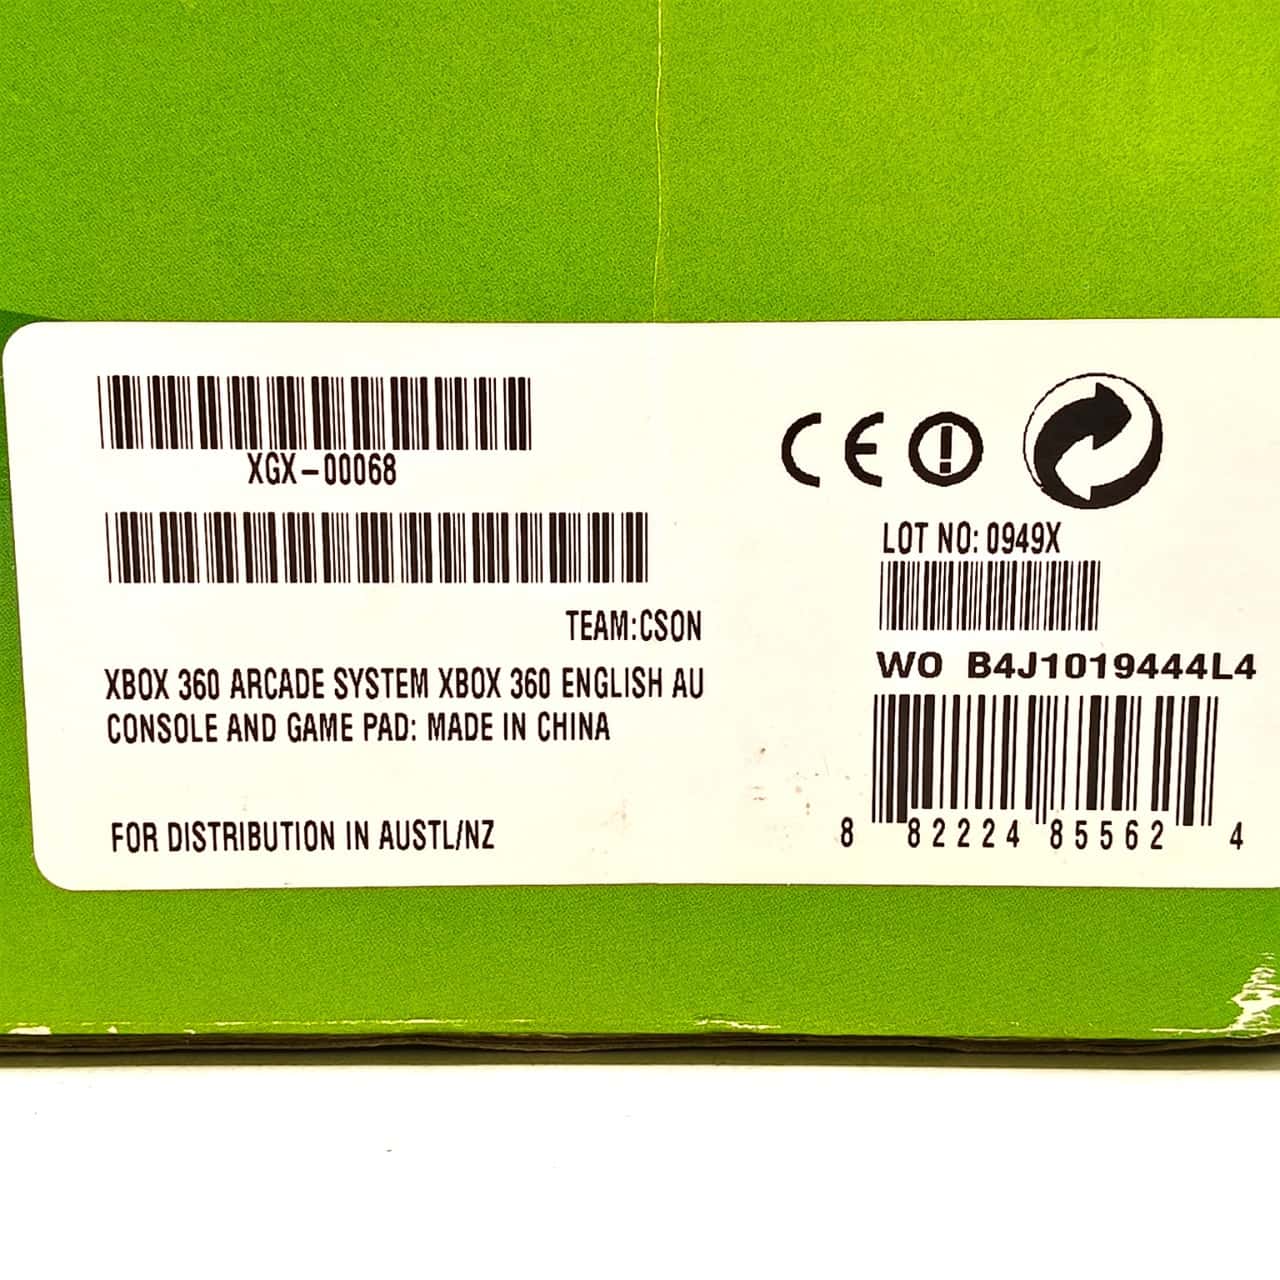 XGX-00068
TEAM:CSON
XBOX 360 ARCADE SYSTEM XBOX 360 ENGLISH AU
CONSOLE AND GAME PAD: MADE IN CHINA
FOR DISTRIBUTION IN AUSTL/NZ
CE
LOT NO: 0949X
WO B4J1019444L4
8 82224 85562 4